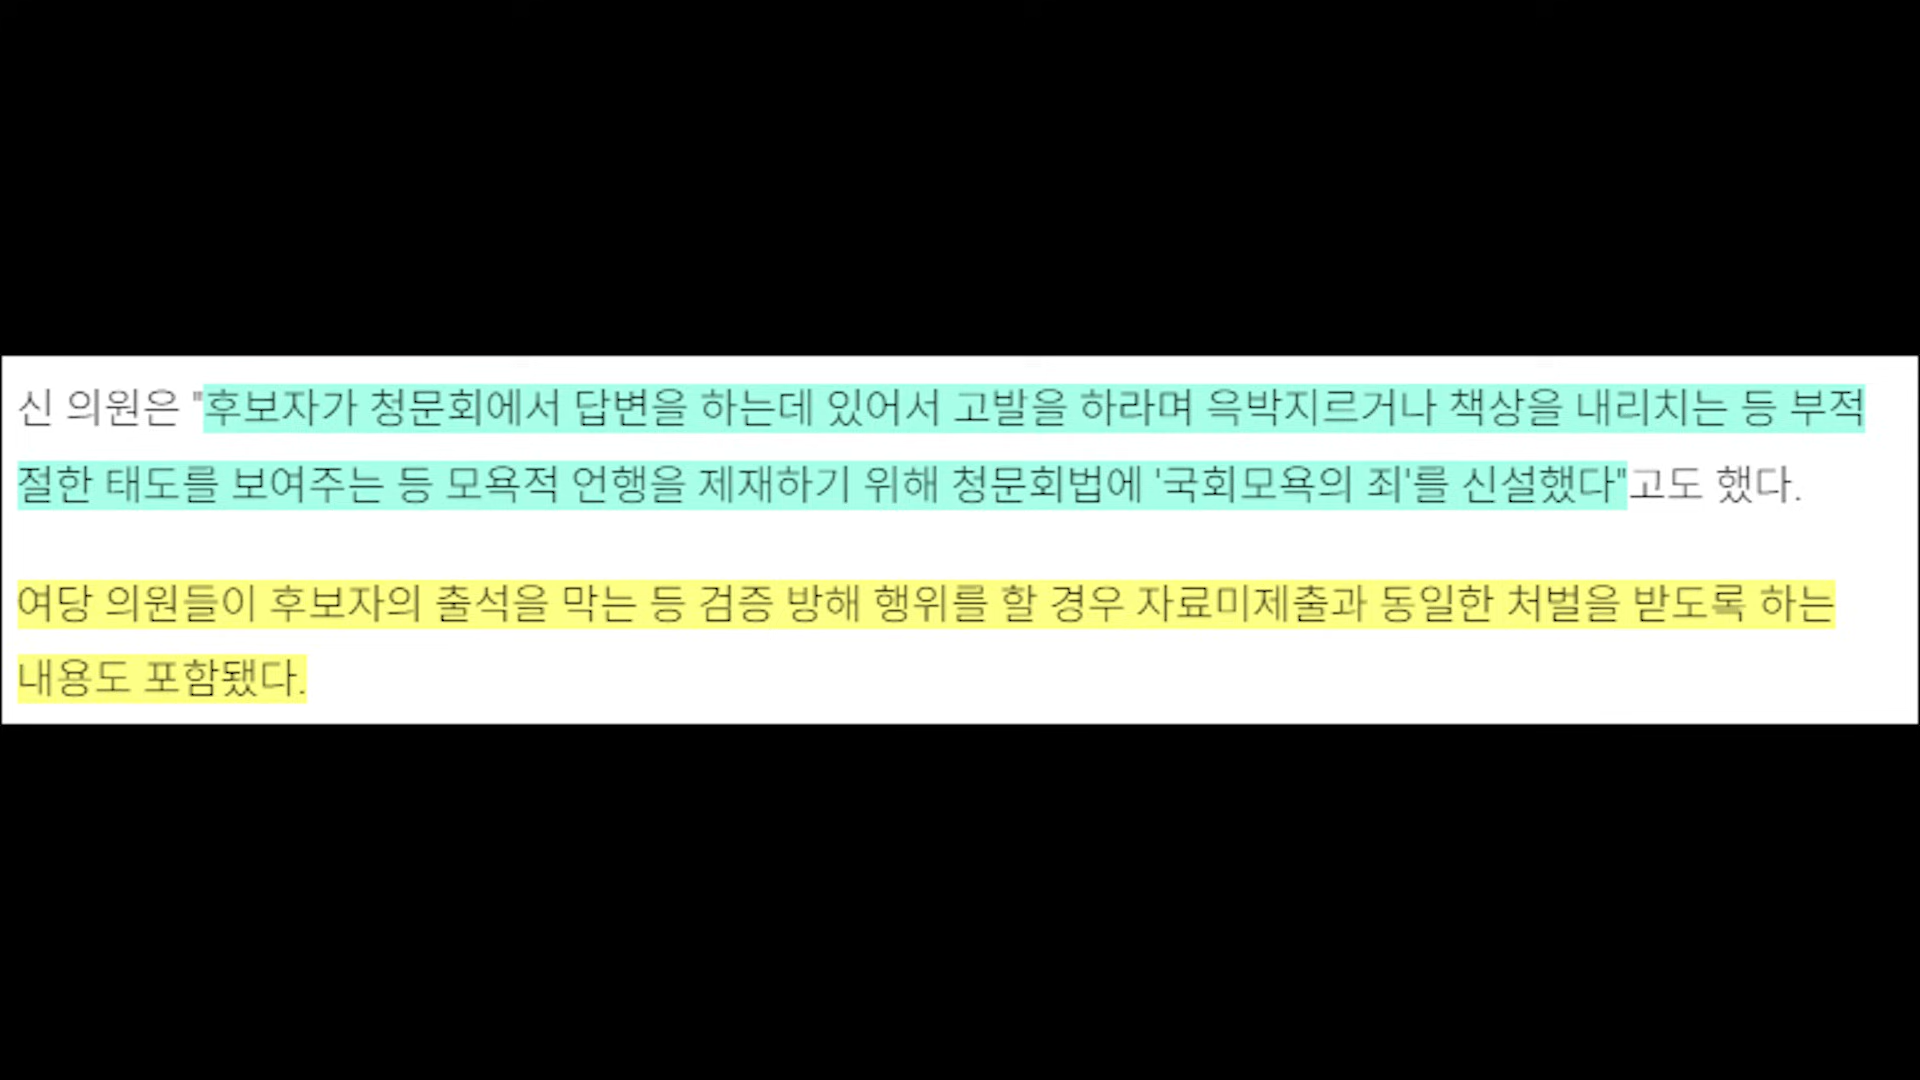 신 의원은 "후보자가 청문회에서 답변을 하는데 있어서 고발을 하라며 윽박지르거나 책상을 내리치는 등 부적
절한 태도를 보여주는 등 모욕적 언행을 제재하기 위해 청문회법에 '국회모욕의 죄'를 신설했다"고도 했다.
여당 의원들이 후보자의 출석을 막는 등 검증 방해 행위를 할 경우 자료미제출과 동일한 처벌을 받도록 하는
내용도 포함됐다.